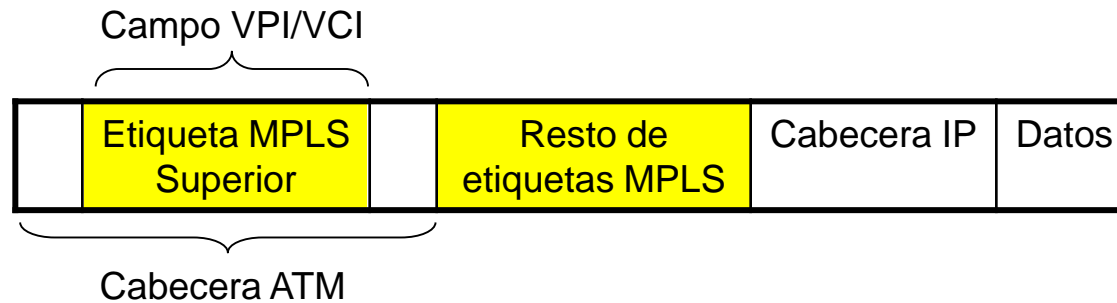 Campo VPI/VCI
Etiqueta MPLS
Superior
Resto de
etiquetas MPLS
Cabecera IP
Datos
Cabecera ATM